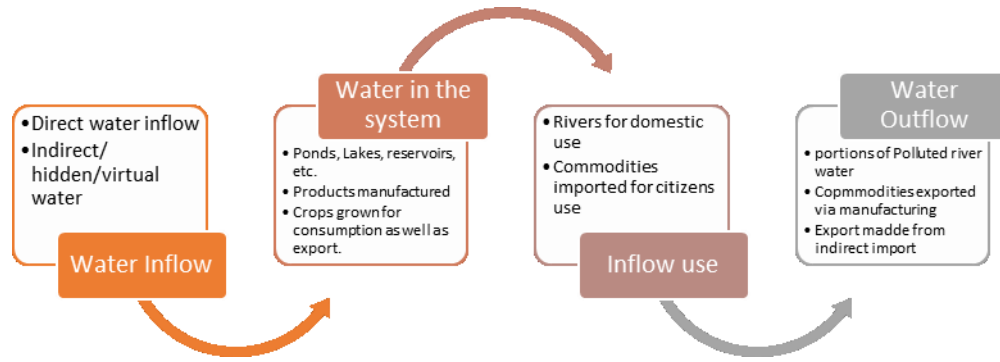 •Direct water inflow
•Indirect/
hidden/virtual
water
Water Inflow
Water in the
system
• Ponds, Lakes, reservoirs,
etc.
• Products manufactured
• Crops grown for
consumption as well as
export.
•Rivers for domestic
use
•Commodities
imported for citizens
use
Inflow use
Water
Outflow
• portions of Polluted river
water
• Copmmodities exported
via manufacturing
• Export madde from
indirect import